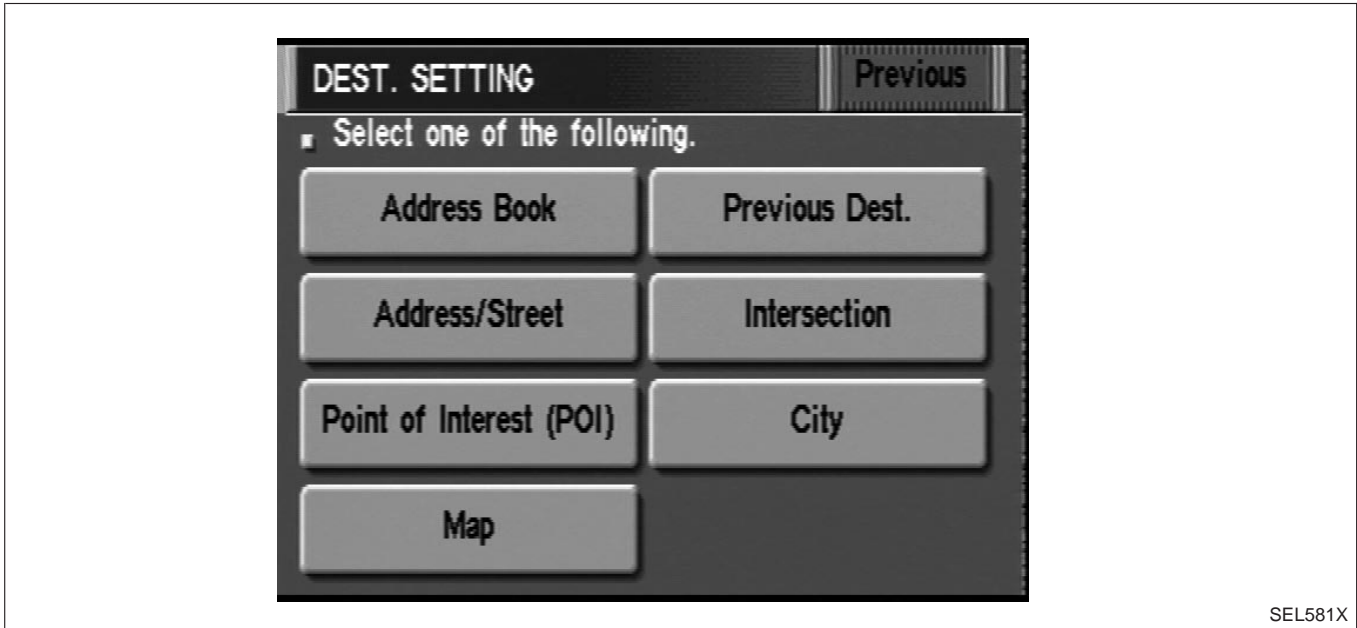 DEST. SETTING Previous
Select one of the following.
Address Book Previous Dest.
Address/Street Intersection
Point of Interest (POI) City
Map
SEL581X